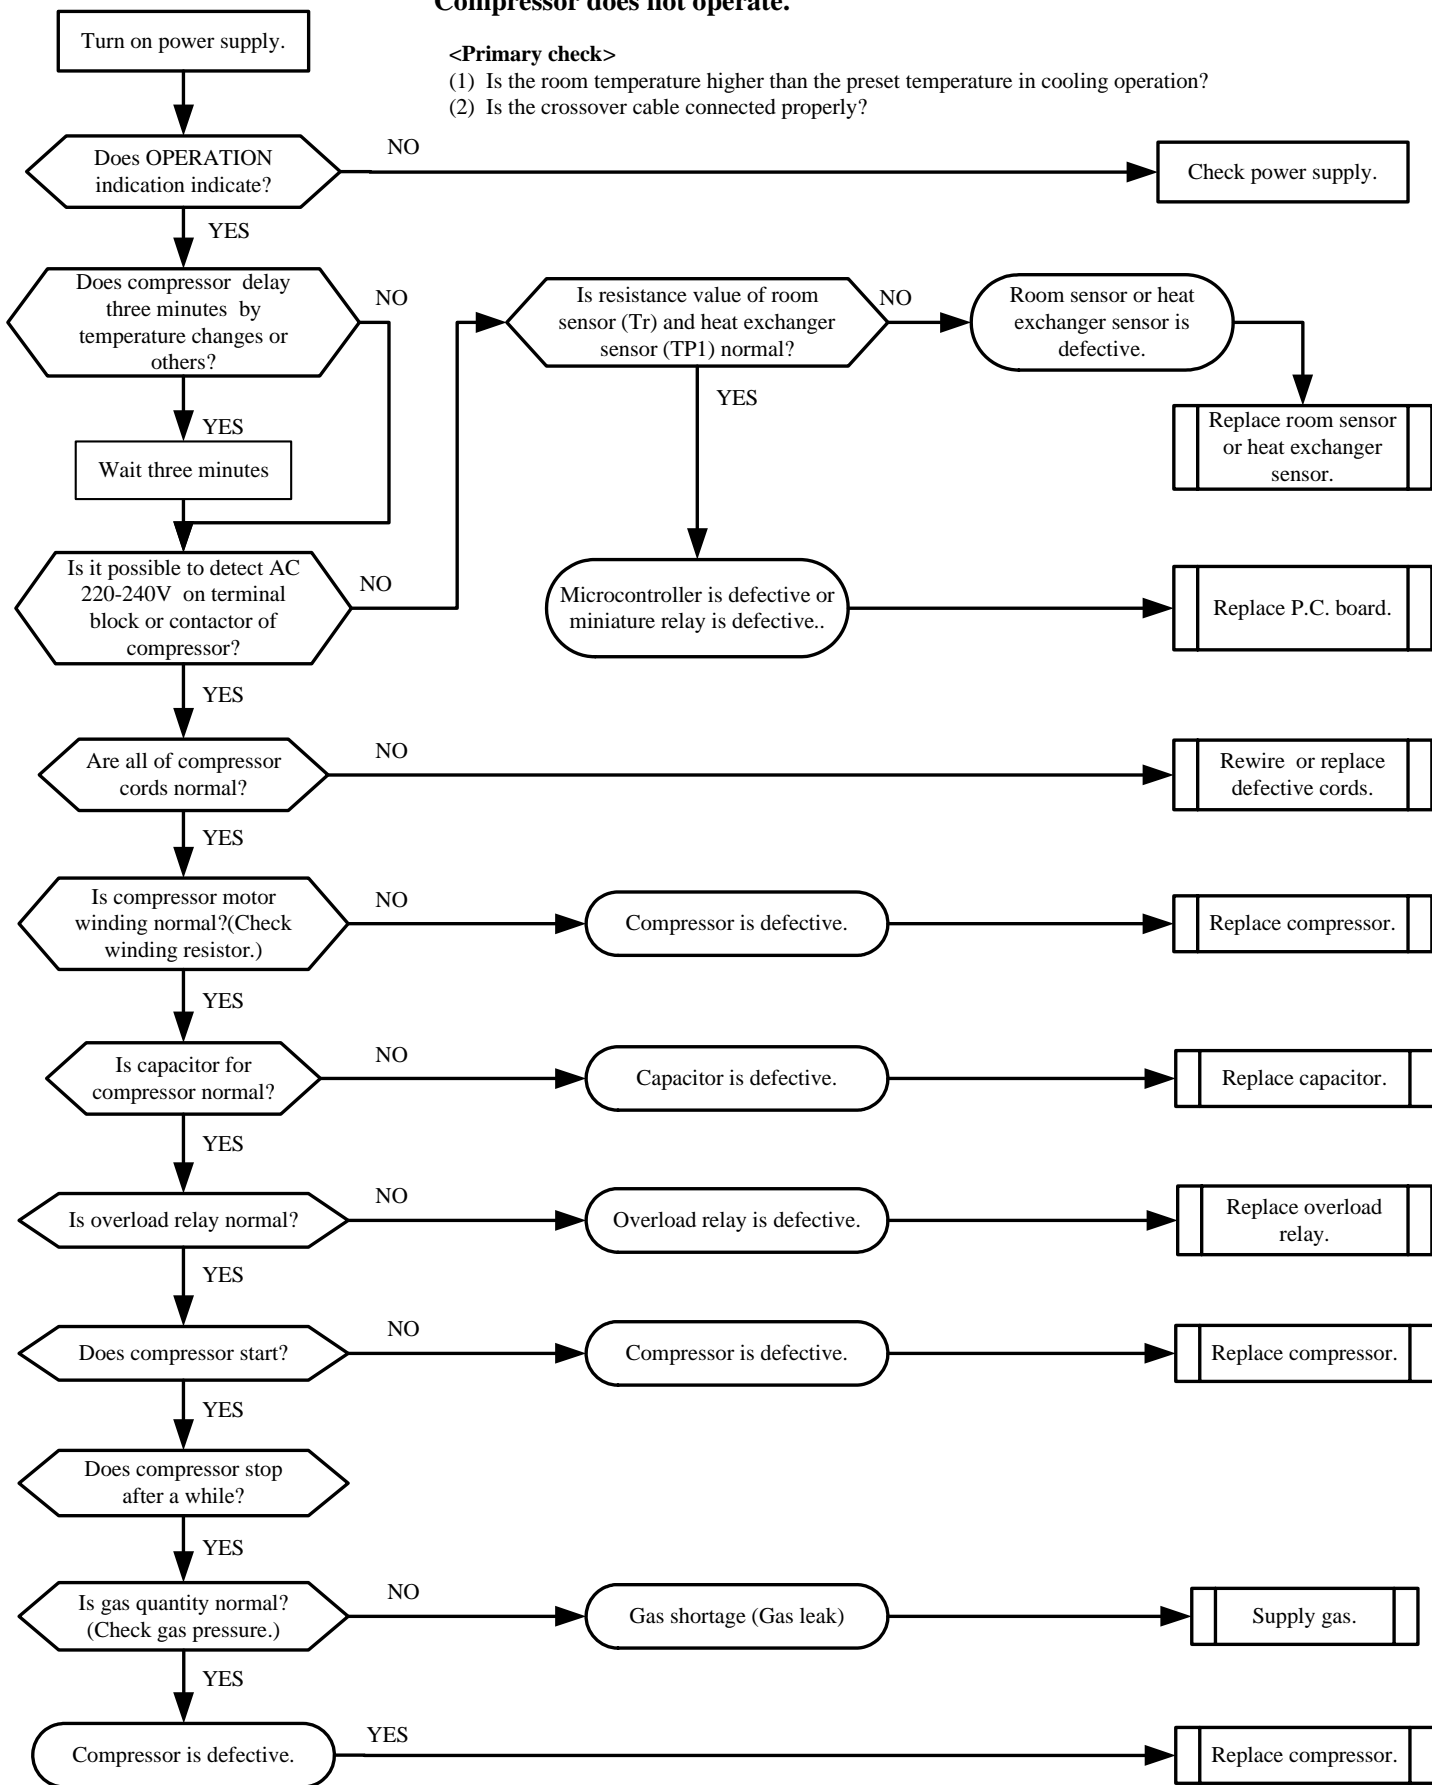 Compressor does not operate.
Turn on power supply.
<Primary check>
(1) Is the room temperature higher than the preset temperature in cooling operation?
(2) Is the crossover cable connected properly?
Does OPERATION
indication indicate?
NO
Check power supply.
YES
Does compressor delay
three minutes by
temperature changes or
others?
NO
Is resistance value of room
sensor (Tr) and heat exchanger
sensor (TP1) normal?
NO
Room sensor or heat
exchanger sensor is
defective.
YES
YES
Replace room sensor
or heat exchanger
sensor.
Wait three minutes
Is it possible to detect AC
220-240V on terminal
block or contactor of
compressor?
NO
Microcontroller is defective or
miniature relay is defective..
Replace P.C. board.
YES
Are all of compressor
cords normal?
NO
Rewire or replace
defective cords.
YES
Is compressor motor
winding normal?(Check
winding resistor.)
NO
Compressor is defective.
Replace compressor.
YES
Is capacitor for
compressor normal?
NO
Capacitor is defective.
Replace capacitor.
YES
Is overload relay normal?
NO
Overload relay is defective.
Replace overload
relay.
YES
Does compressor start?
NO
Compressor is defective.
Replace compressor.
YES
Does compressor stop
after a while?
YES
Is gas quantity normal?
(Check gas pressure.)
NO
Gas shortage (Gas leak)
Supply gas.
YES
Compressor is defective.
YES
Replace compressor.